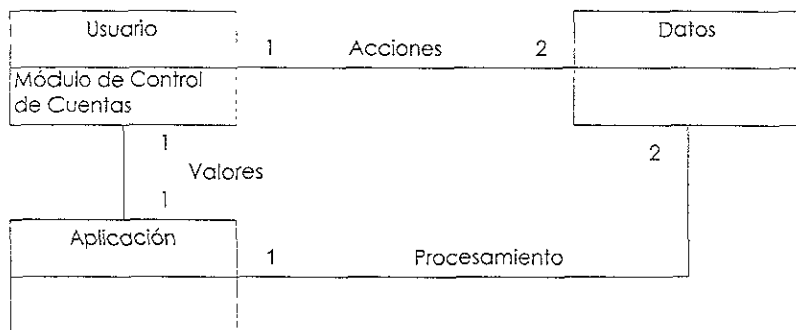 Usuario
1 Acciones 2
Datos
Módulo de Control
de Cuentas
1
Valores
1
2
Aplicación
1 Procesamiento